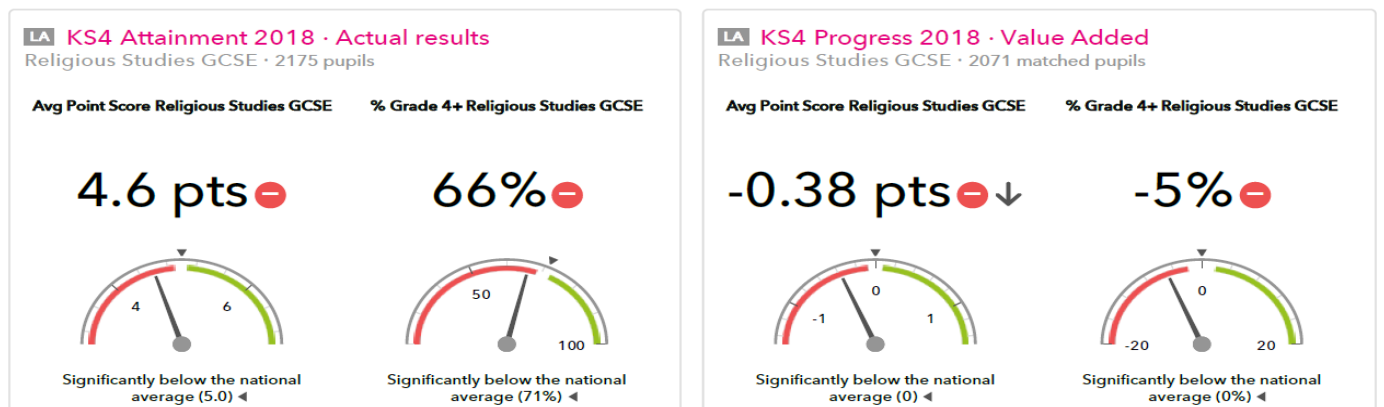 LA KS4 Attainment 2018 · Actual results
Religious Studies GCSE · 2175 pupils
Avg Point Score Religious Studies GCSE
% Grade 4+ Religious Studies GCSE
4.6 pts
66%
4
6
50
100
Significantly below the national
average (5.0)
Significantly below the national
average (71%)
LA KS4 Progress 2018 · Value Added
Religious Studies GCSE · 2071 matched pupils
Avg Point Score Religious Studies GCSE
% Grade 4+ Religious Studies GCSE
-0.38 pts
-5%
-1
0
1
-20
0
20
Significantly below the national
average (0)
Significantly below the national
average (0%)